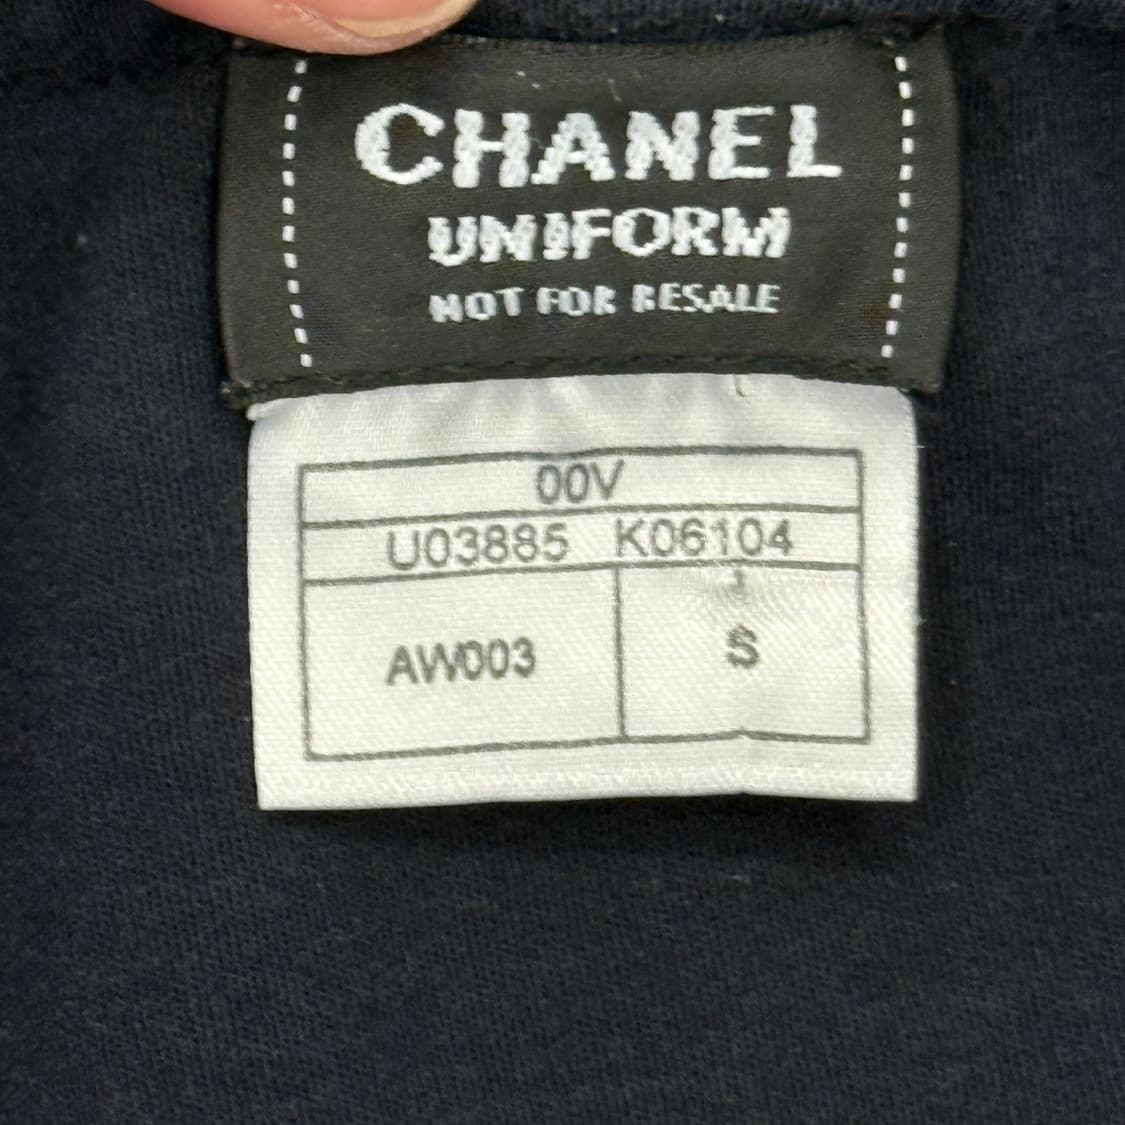 CHANEL
UNIFORM
NOT FOR RESALE
00V
U03885 K06104
AW003 S